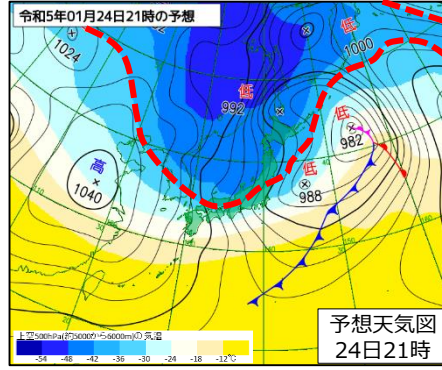 令和5年01月24日21時の予想
1024
低
1000
992
低
982
低
988
高
1040
上空500hPa(約5000から6000m)の気温
-54 -48 -42 -36 -30 -24 -18 -12℃
予想天気図
24日21時